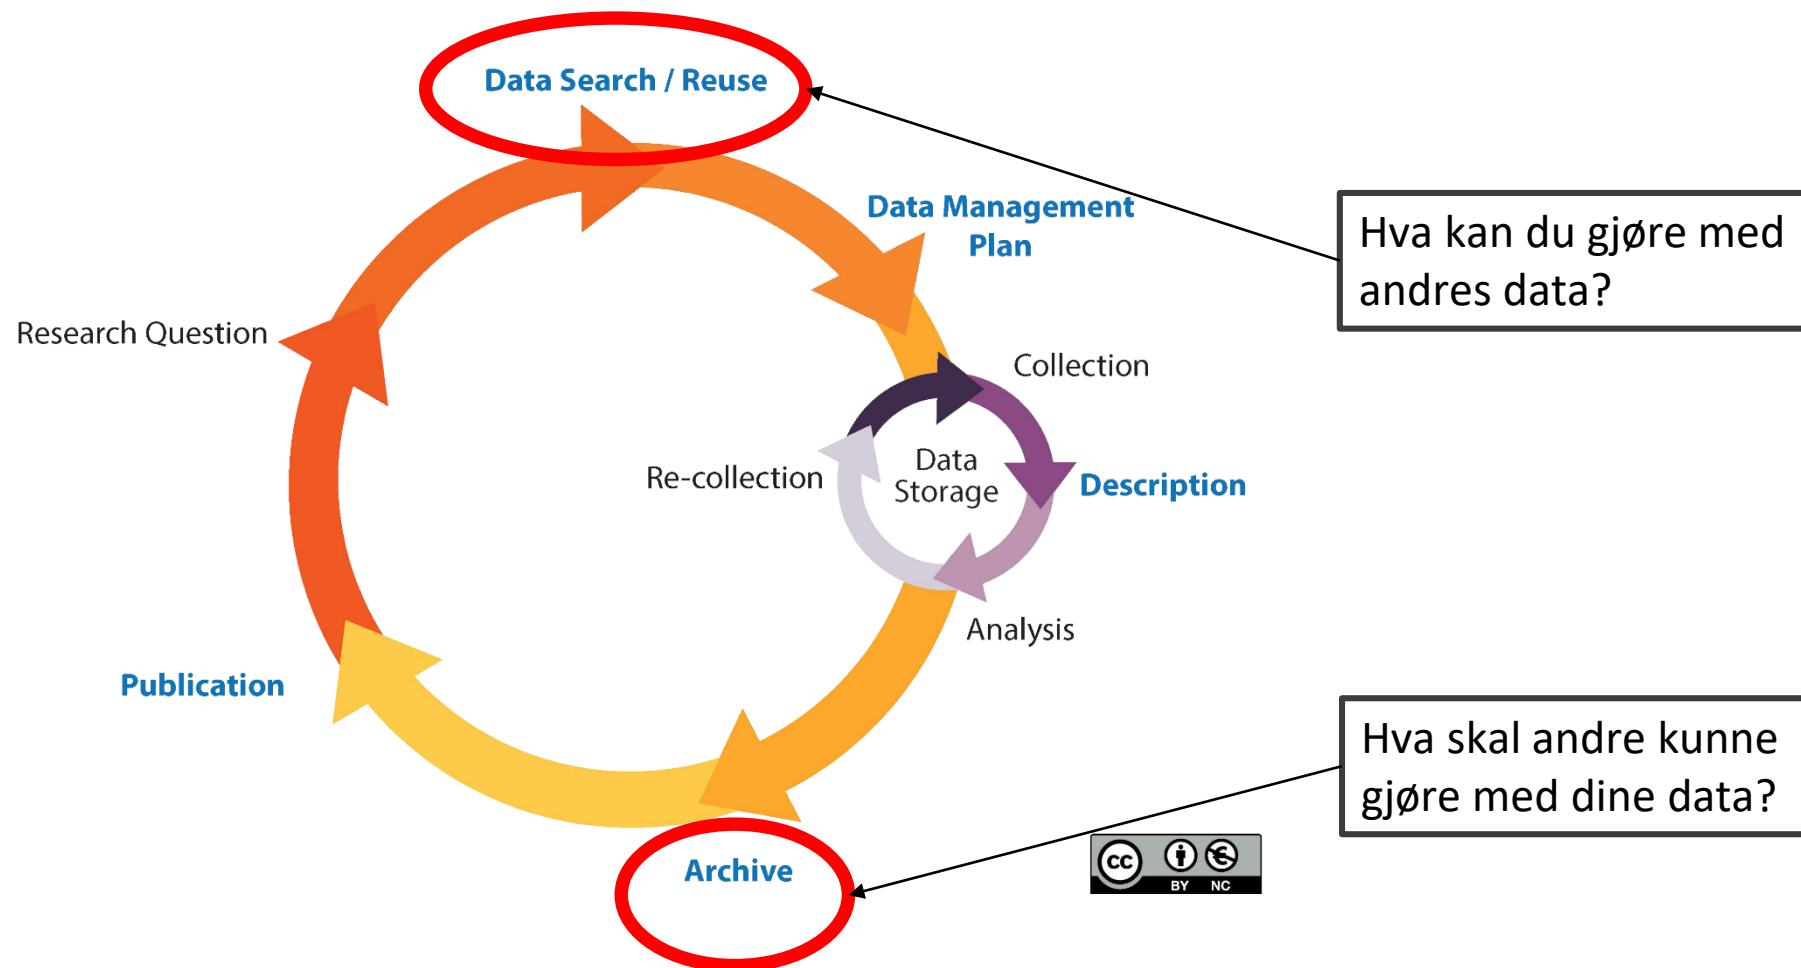 Data Search / Reuse
Data Management
Plan
Hva kan du gjøre med
andres data?
Research Question
Collection
Re-collection
Data
Storage
Description
Analysis
Publication
Hva skal andre kunne
gjøre med dine data?
Archive
cc
BY NC